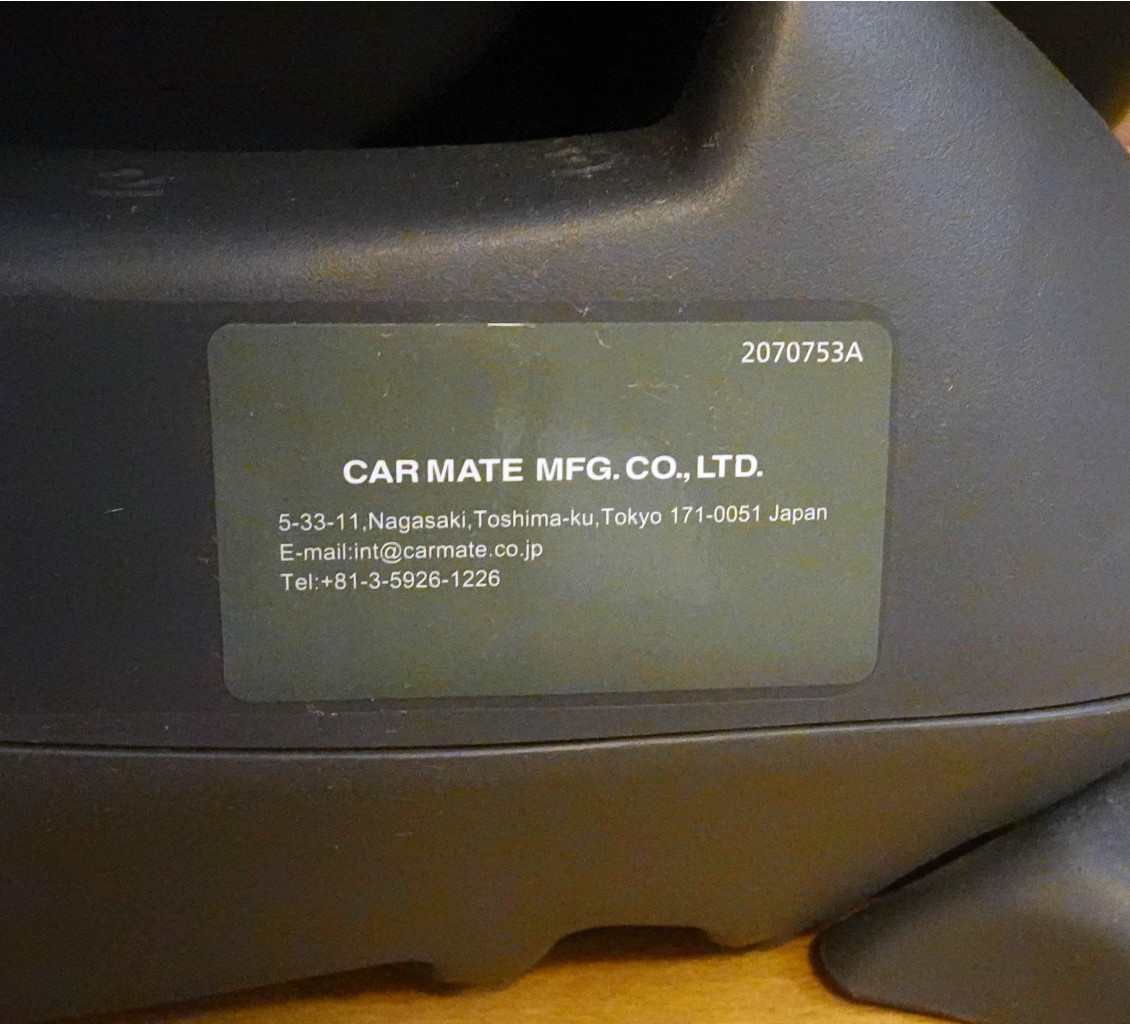 2070753A
CAR MATE MFG. CO., LTD.
5-33-11,Nagasaki,Toshima-ku,Tokyo 171-0051 Japan
E-mail:int@carmate.co.jp
Tel:+81-3-5926-1226